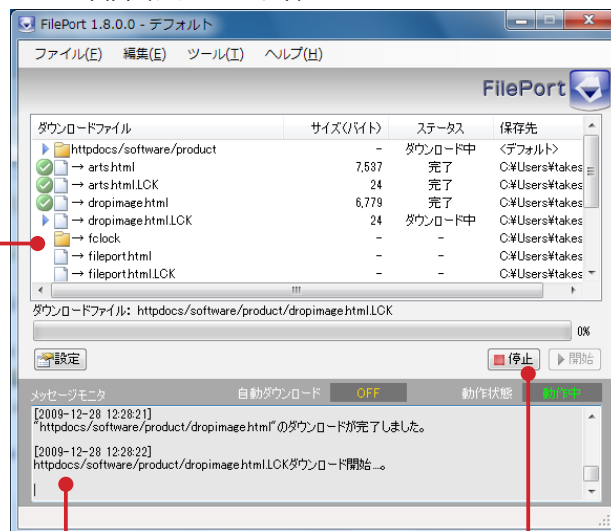 FilePort 1.8.0.0 - デフォルト
ファイル(F) 編集(E) ツール(T) ヘルプ(H)
FilePort
ダウンロードファイル サイズ(バイト) ステータス 保存先
httpdocs/software/product - ダウンロード中 <デフォルト>
→ arts.html 7,537 完了 C:¥Users¥takes
→ arts.html.LCK 24 完了 C:¥Users¥takes
→ dropimage.html 6,779 完了 C:¥Users¥takes
→ dropimage.html.LCK 24 ダウンロード中 C:¥Users¥takes
→ fclock - - C:¥Users¥takes
→ fileport.html - - C:¥Users¥takes
→ fileport.html.LCK - - C:¥Users¥takes
ダウンロードファイル: httpdocs/software/product/dropimage.html.LCK
0%
設定 停止 開始
メッセージモニタ 自動ダウンロード OFF 動作状態 動作中
[2009-12-28 12:28:21]
"httpdocs/software/product/dropimage.html"のダウンロードが完了しました。
[2009-12-28 12:28:22]
httpdocs/software/product/dropimage.html.LCKダウンロード開始...。